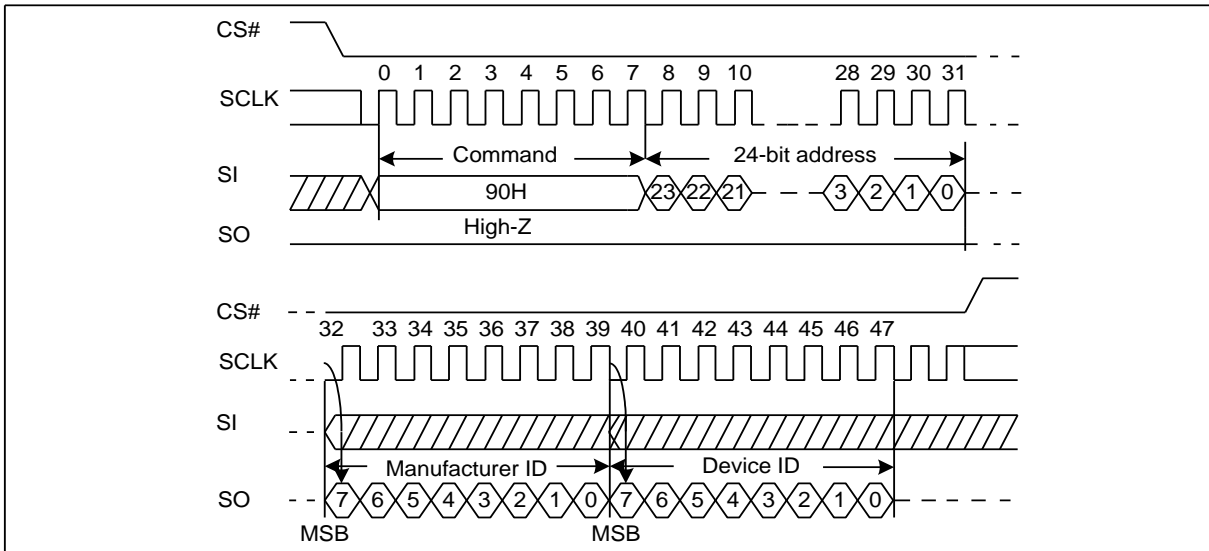 CS#
0 1 2 3 4 5 6 7 8 9 10 28 29 30 31
SCLK
Command 24-bit address
SI
90H 23 22 21 3 2 1 0
High-Z
SO
CS#
32 33 34 35 36 37 38 39 40 41 42 43 44 45 46 47
SCLK
SI
Manufacturer ID Device ID
SO 7 6 5 4 3 2 1 0 7 6 5 4 3 2 1 0
MSB MSB